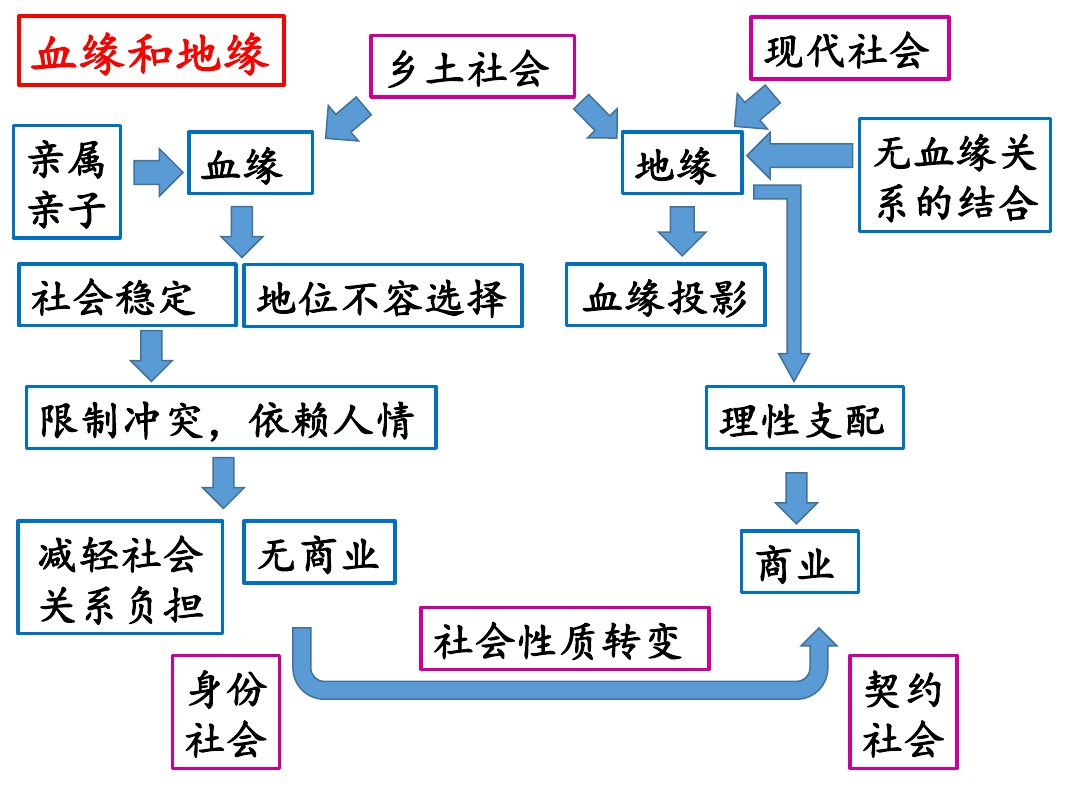 血缘和地缘
乡土社会
现代社会
亲属
亲子
血缘
地缘
无血缘关
系的结合
社会稳定
地位不容选择
血缘投影
限制冲突，依赖人情
理性支配
减轻社会
关系负担
无商业
商业
社会性质转变
身份
社会
契约
社会